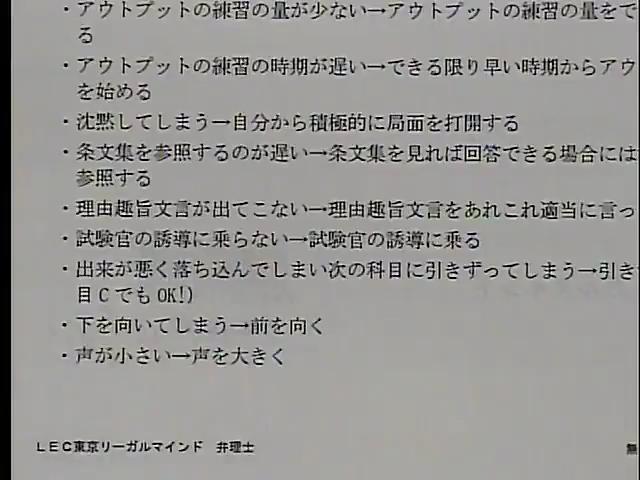 ・アウトプットの練習の量が少ない→アウトプットの練習の量をで
る
・アウトプットの練習の時期が遅い→できる限り早い時期からアウ
を始める
・沈黙してしまう→自分から積極的に局面を打開する
・条文集を参照するのが遅い→条文集を見れば回答できる場合には
参照する
・理由趣旨文言が出てこない→理由趣旨文言をあれこれ適当に言っ
・試験官の誘導に乗らない→試験官の誘導に乗る
・出来が悪く落ち込んでしまい次の科目に引きずってしまう→引き
目CでもOK!)
・下を向いてしまう→前を向く
・声が小さい→声を大きく
LEC東京リーガルマインド 弁理士
無